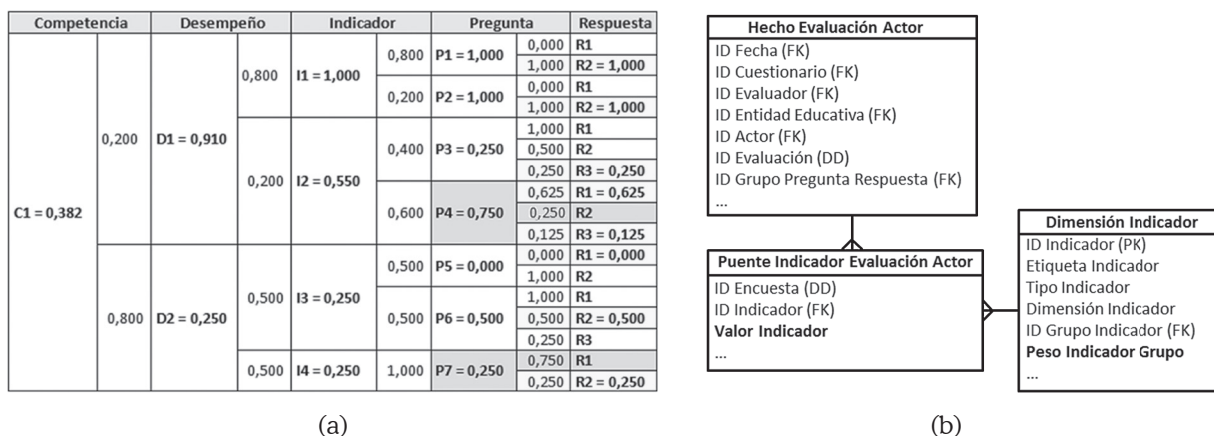 Competencia Desempeño Indicador Pregunta Respuesta
C1 = 0,382 0,200 D1 = 0,910 0,800 I1 = 1,000 0,800 P1 = 1,000 0,000 R1
1,000 R2 = 1,000
0,200 P2 = 1,000 0,000 R1
1,000 R2 = 1,000
0,200 I2 = 0,550 0,400 P3 = 0,250 1,000 R1
0,500 R2
0,250 R3 = 0,250
0,600 P4 = 0,750 0,625 R1 = 0,625
0,250 R2
0,125 R3 = 0,125
0,800 D2 = 0,250 0,500 I3 = 0,250 0,500 P5 = 0,000 0,000 R1 = 0,000
1,000 R2
0,500 P6 = 0,500 1,000 R1
0,500 R2 = 0,500
0,250 R3
0,500 I4 = 0,250 1,000 P7 = 0,250 0,750 R1
0,250 R2 = 0,250
(a)
Hecho Evaluación Actor
ID Fecha (FK)
ID Cuestionario (FK)
ID Evaluador (FK)
ID Entidad Educativa (FK)
ID Actor (FK)
ID Evaluación (DD)
ID Grupo Pregunta Respuesta (FK)
...
Puente Indicador Evaluación Actor
ID Encuesta (DD)
ID Indicador (FK)
Valor Indicador
...
Dimensión Indicador
ID Indicador (PK)
Etiqueta Indicador
Tipo Indicador
Dimensión Indicador
ID Grupo Indicador (FK)
Peso Indicador Grupo
...
(b)